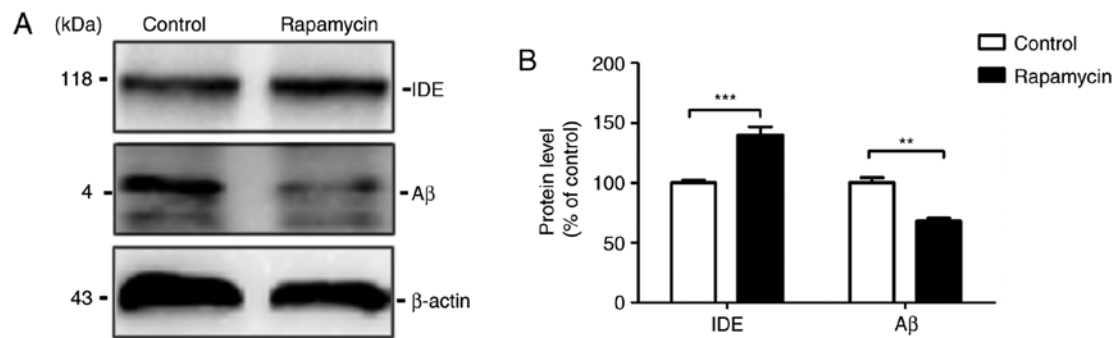 A
(kDa) Control Rapamycin
118 - -IDE
4 - -Aβ
43 - -β-actin
B
Control
Rapamycin
Protein level
(% of control)
200
150
100
50
0
***
**
IDE Aβ